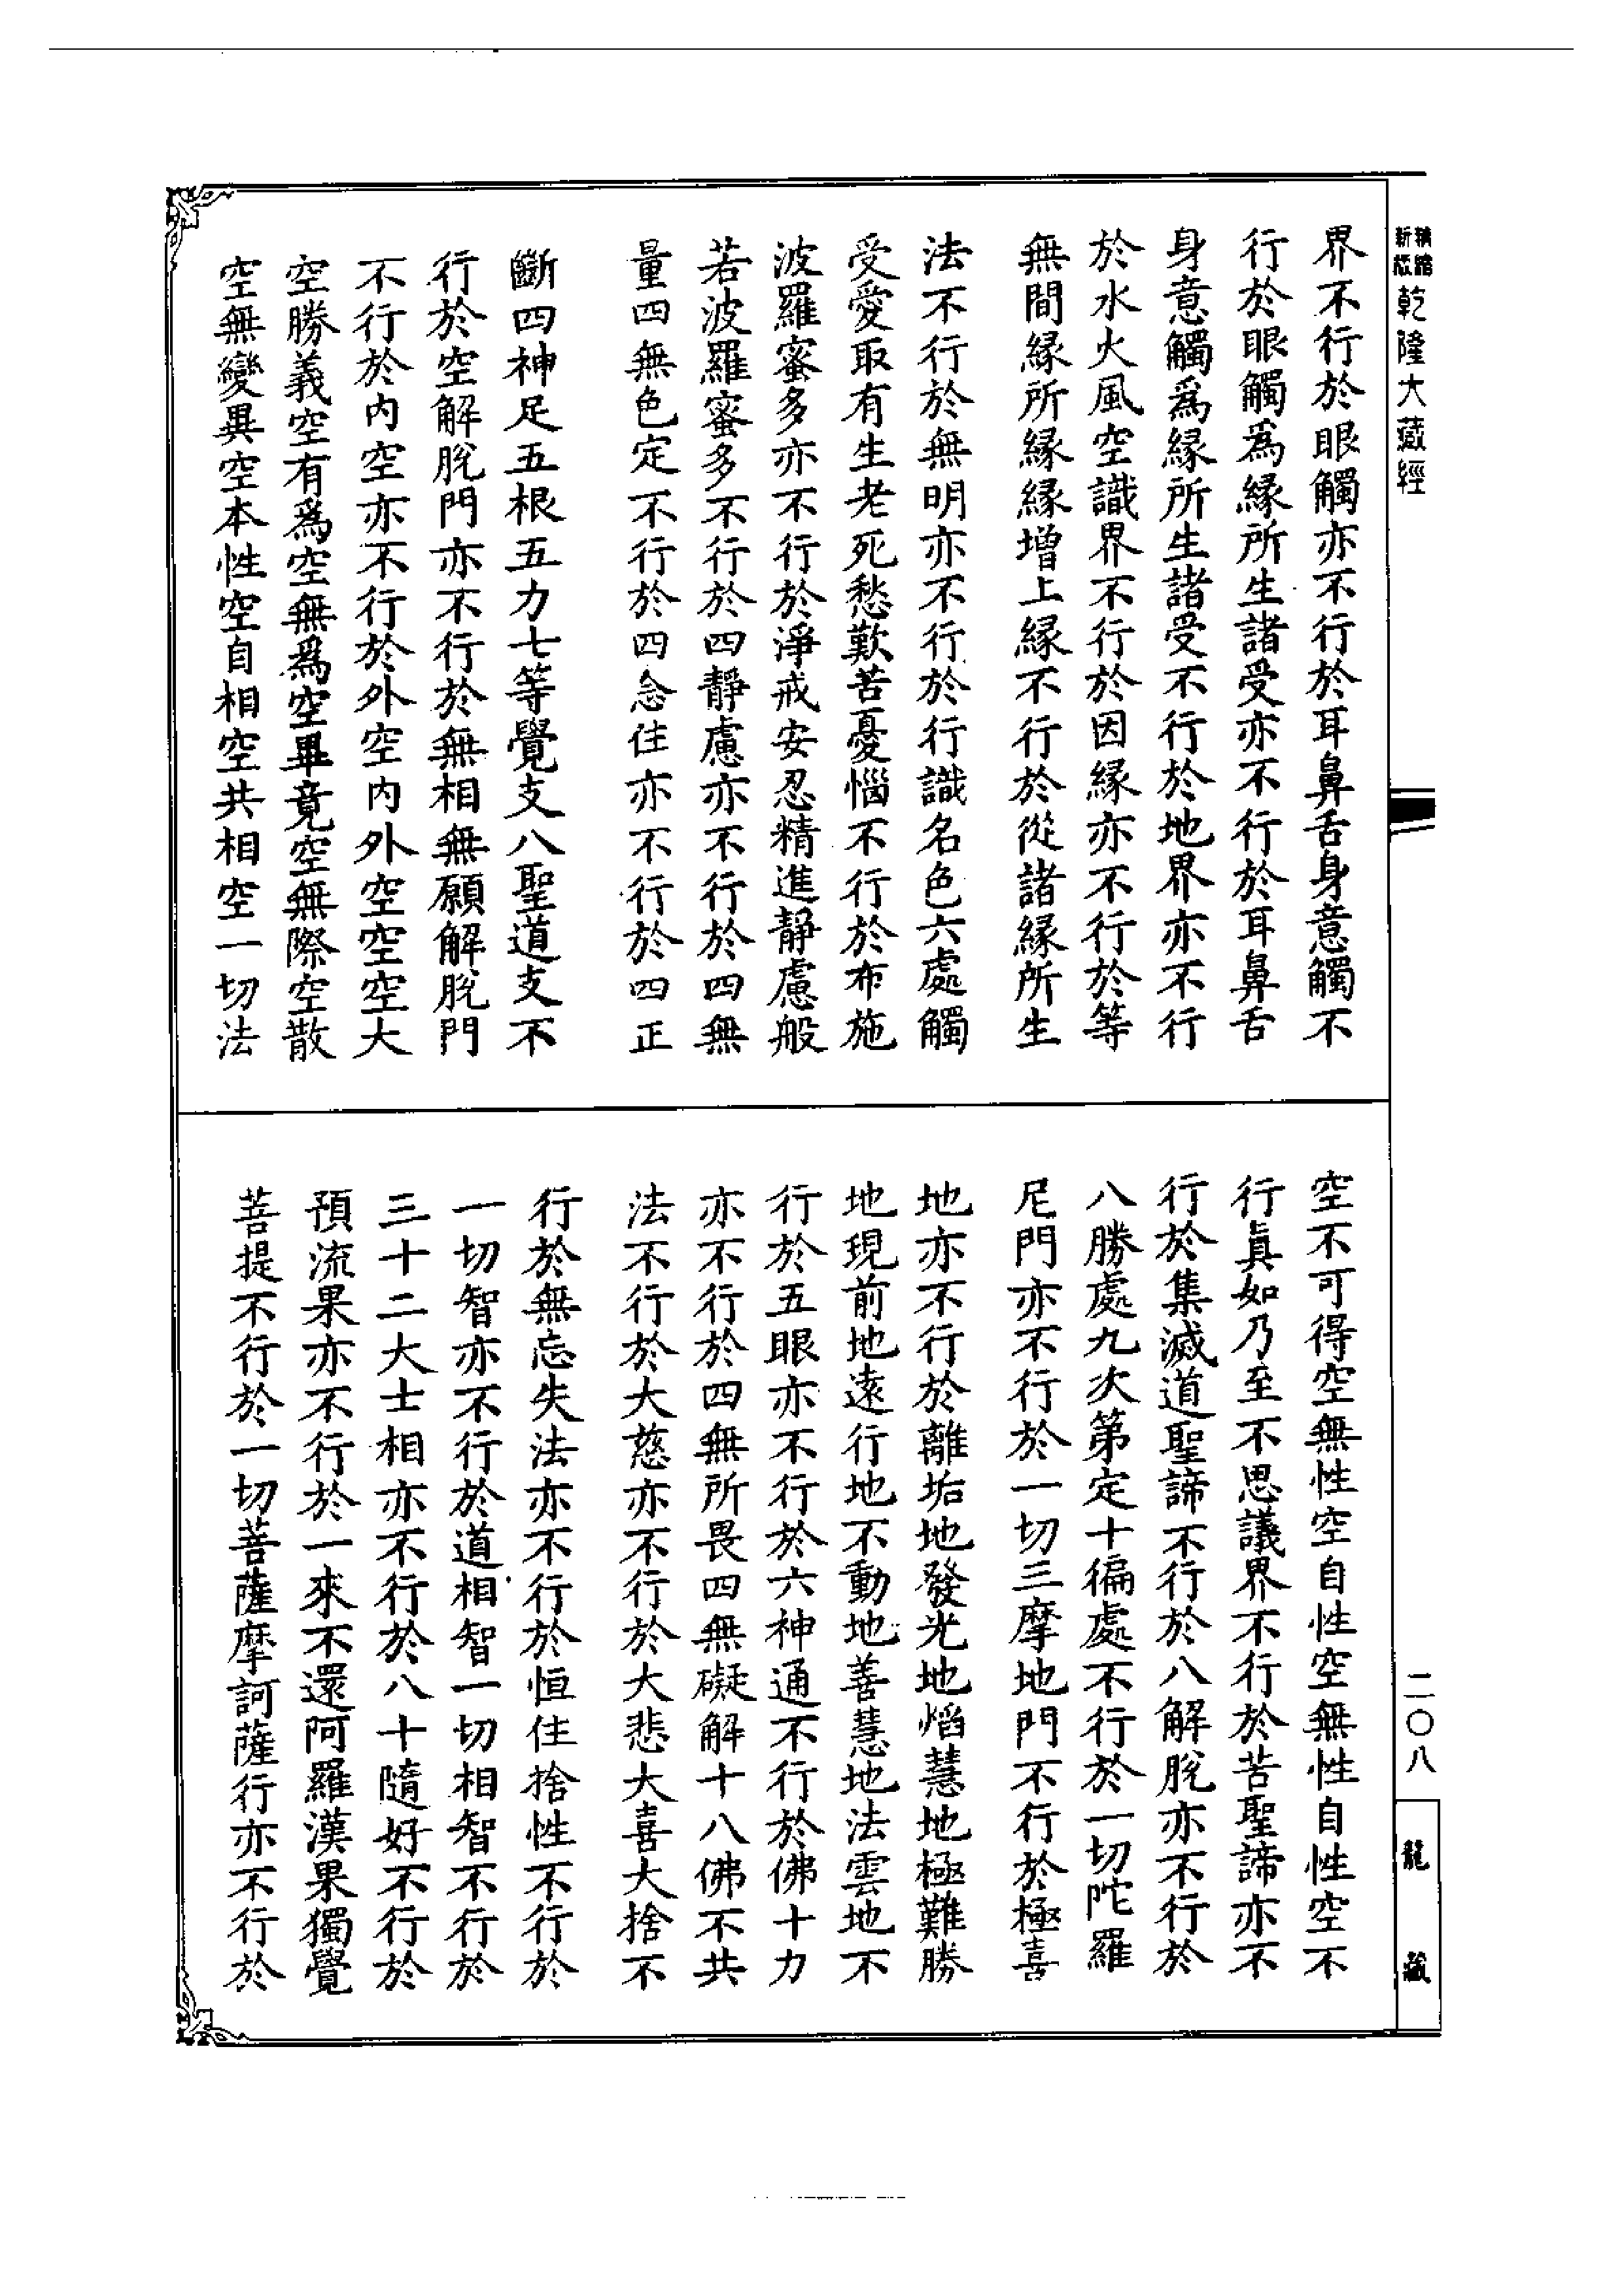 新版精縮乾隆大藏經
界不行於眼觸亦不行於耳鼻舌身意觸不
行於眼觸爲緣所生諸受亦不行於耳鼻舌
身意觸爲緣所生諸受不行於地界亦不行
於水火風空識界不行於因緣亦不行於等
無間緣所緣緣增上緣不行於從諸緣所生
法不行於無明亦不行於行識名色六處觸
受愛取有生老死愁歎苦憂惱不行於布施
波羅蜜多亦不行於淨戒安忍精進靜慮般
若波羅蜜多不行於四靜慮亦不行於四無
量四無色定不行於四念住亦不行於四正
斷四神足五根五力七等覺支八聖道支不
行於空解脫門亦不行於無相無願解脫門
不行於內空亦不行於外空內外空空空大
空勝義空有爲空無爲空畢竟空無際空散
空無變異空本性空自相空共相空一切法
空不可得空無性空自性空無性自性空不
行眞如乃至不思議界不行於苦聖諦亦不
行於集滅道聖諦不行於八解脫亦不行於
八勝處九次第定十徧處不行於一切陀羅
尼門亦不行於一切三摩地門不行於極喜
地亦不行於離垢地發光地焰慧地極難勝
地現前地遠行地不動地善慧地法雲地不
行於五眼亦不行於六神通不行於佛十力
亦不行於四無所畏四無礙解十八佛不共
法不行於大慈亦不行於大悲大喜大捨不
行於無忘失法亦不行於恒住捨性不行於
一切智亦不行於道相智一切相智不行於
三十二大士相亦不行於八十隨好不行於
預流果亦不行於一來不還阿羅漢果獨覺
菩提不行於一切菩薩摩訶薩行亦不行於
二〇八
龍藏